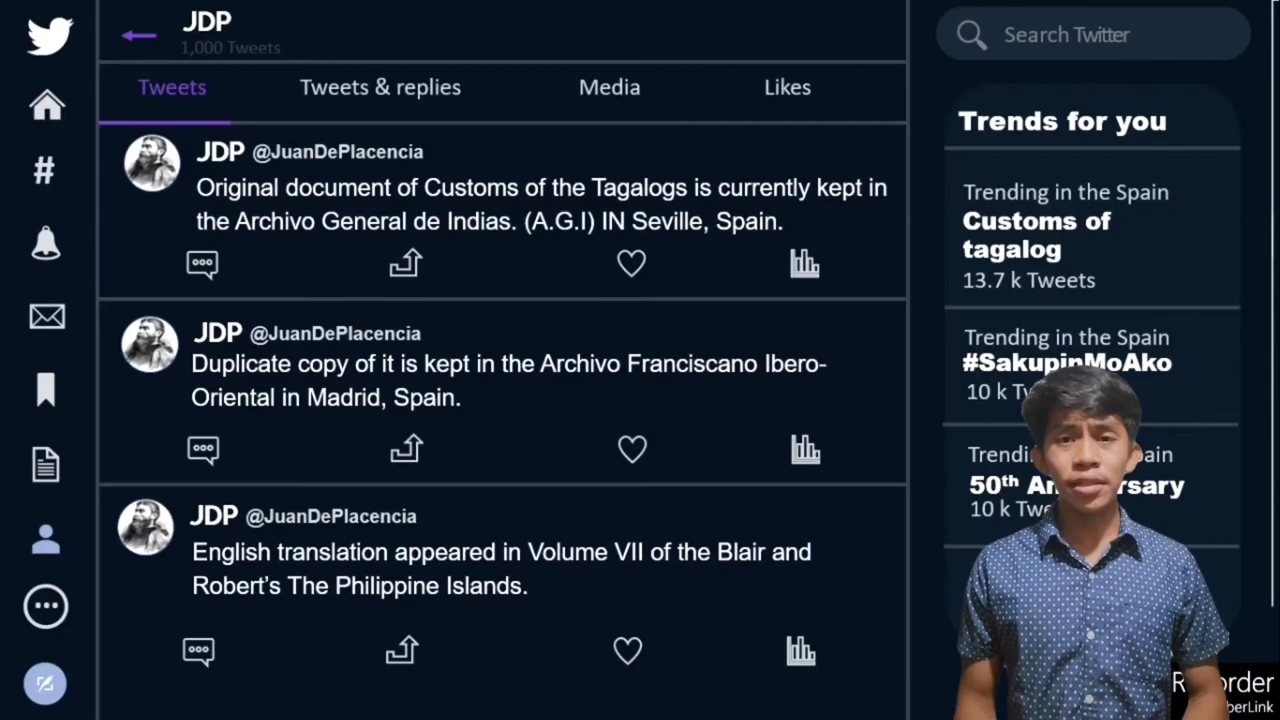 JDP
1,000 Tweets
Search Twitter
Tweets
Tweets & replies
Media
Likes
JDP @JuanDePlacencia
Original document of Customs of the Tagalogs is currently kept in
the Archivo General de Indias. (A.G.I) IN Seville, Spain.
JDP @JuanDePlacencia
Duplicate copy of it is kept in the Archivo Franciscano Ibero-
Oriental in Madrid, Spain.
JDP @JuanDePlacencia
English translation appeared in Volume VII of the Blair and
Robert's The Philippine Islands.
Trends for you
Trending in the Spain
Customs of
tagalog
13.7 k Tweets
Trending in the Spain
#SakupinMoAko
10 k
50th
10 k